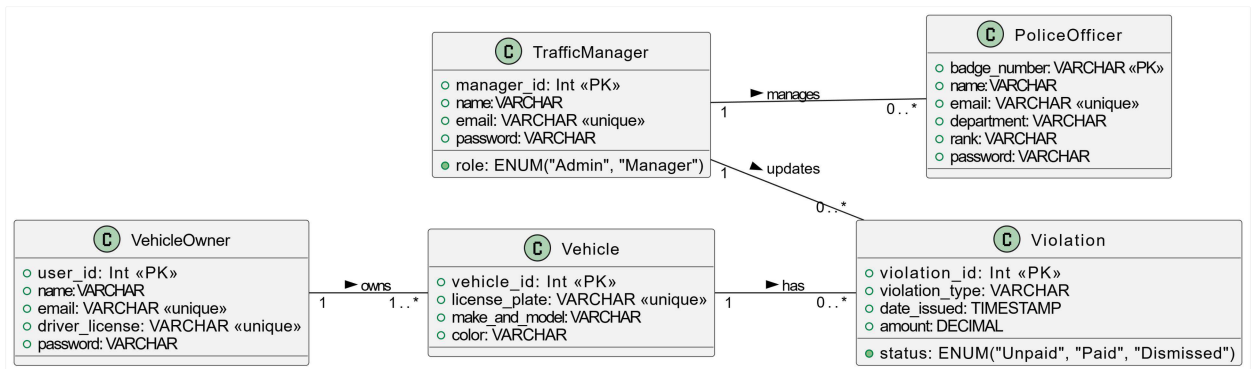 C TrafficManager
manager_id: Int «PK»
name: VARCHAR
email: VARCHAR «unique»
password: VARCHAR
role: ENUM("Admin", "Manager")
manages
1
0..*
C PoliceOfficer
badge_number: VARCHAR «PK»
name: VARCHAR
email: VARCHAR «unique»
department: VARCHAR
rank: VARCHAR
password: VARCHAR
updates
1
0..*
C VehicleOwner
user_id: Int «PK»
name: VARCHAR
email: VARCHAR «unique»
driver_license: VARCHAR «unique»
password: VARCHAR
owns
1
1..*
C Vehicle
vehicle_id: Int «PK»
license_plate: VARCHAR «unique»
make_and_model: VARCHAR
color: VARCHAR
has
1
0..*
C Violation
violation_id: Int «PK»
violation_type: VARCHAR
date_issued: TIMESTAMP
amount: DECIMAL
status: ENUM("Unpaid", "Paid", "Dismissed")